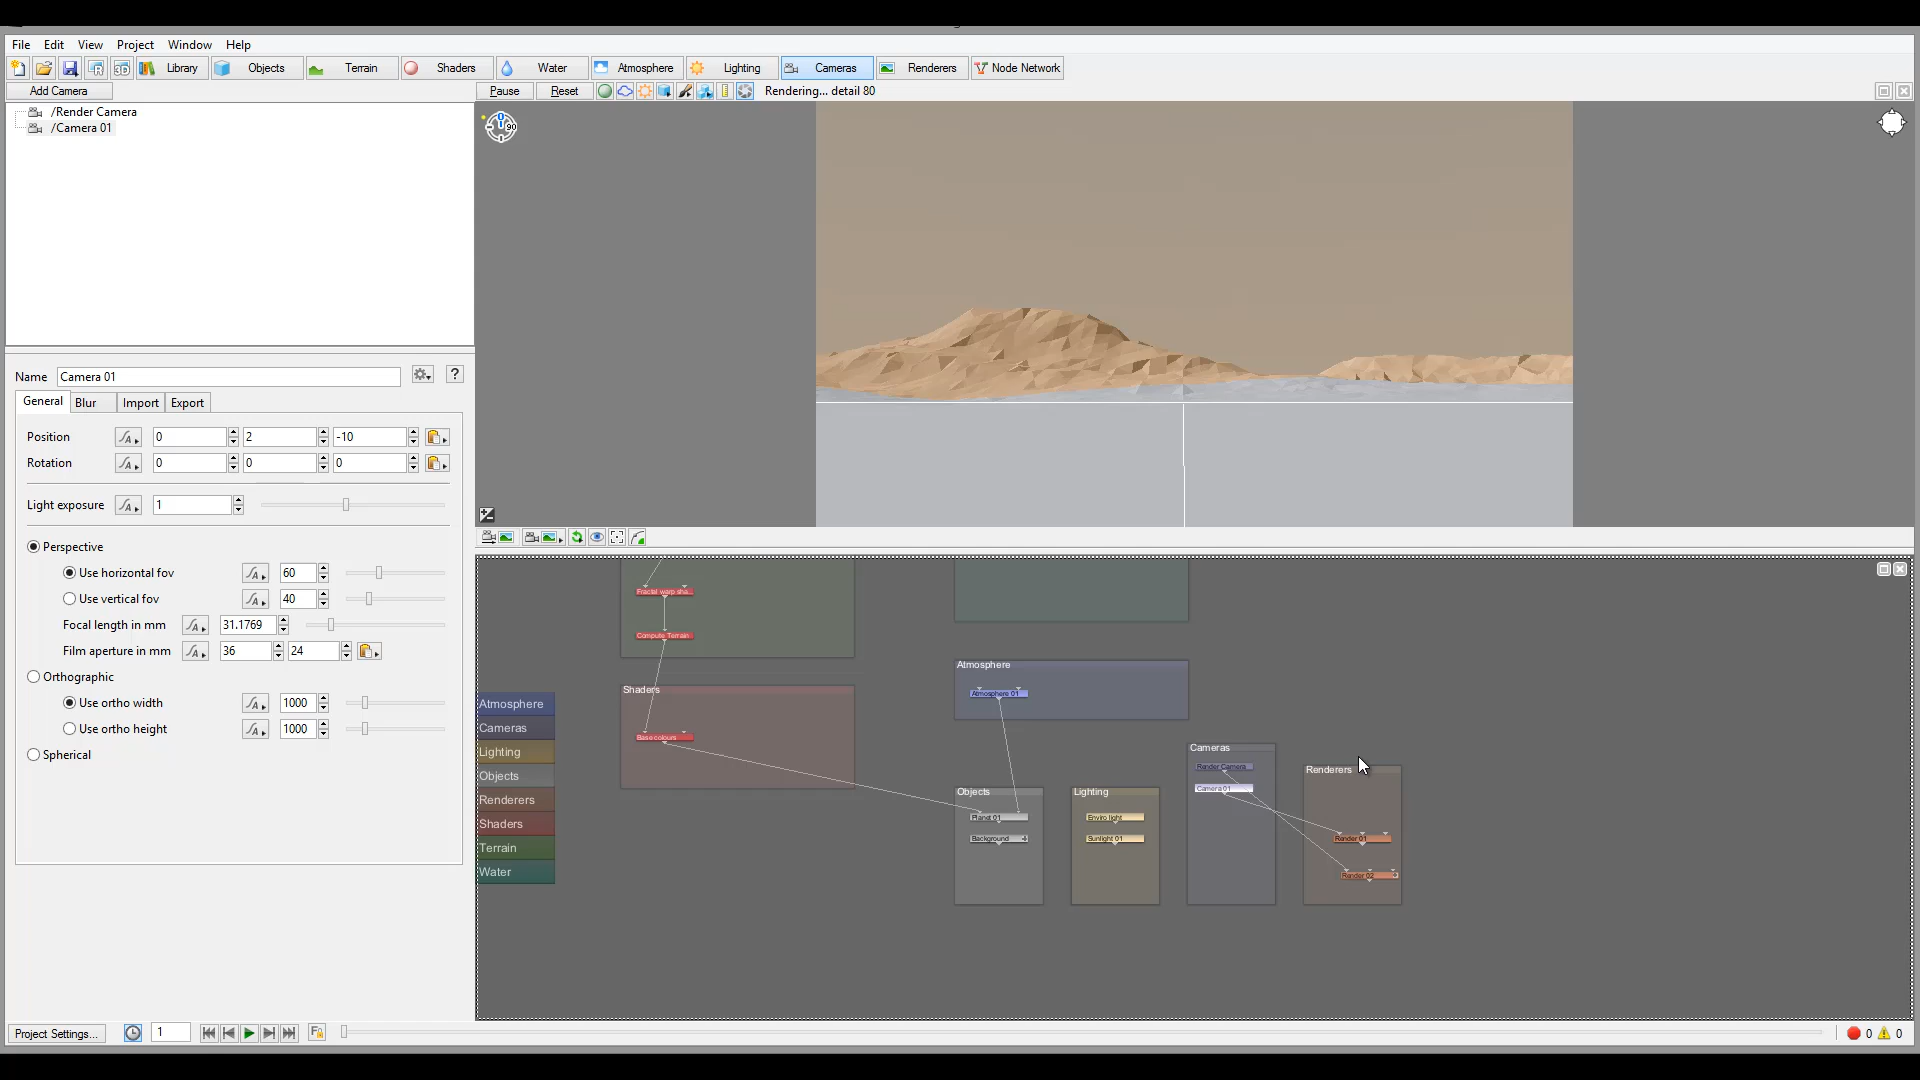 File Edit View Project Window Help
Library Objects Terrain Shaders Water Atmosphere Lighting Cameras Renderers Node Network
Add Camera
Pause Reset Rendering... detail 80
/Render Camera
/Camera 01
90
Name Camera 01
General Blur Import Export
Position 0 2 -10
Rotation 0 0 0
Light exposure 1
Perspective
Use horizontal fov 60
Use vertical fov 40
Focal length in mm 31.1769
Film aperture in mm 36 24
Orthographic
Use ortho width 1000
Use ortho height 1000
Spherical
Atmosphere
Cameras
Lighting
Objects
Renderers
Shaders
Terrain
Water
Fractal warp sha...
Compute Terrain
Shaders
Base colours
Atmosphere
Atmosphere 01
Objects
Planet 01
Background
Lighting
Enviro light
Sunlight 01
Cameras
Render Camera
Camera 01
Renderers
Render 01
Render 02
Project Settings... 1 0 0